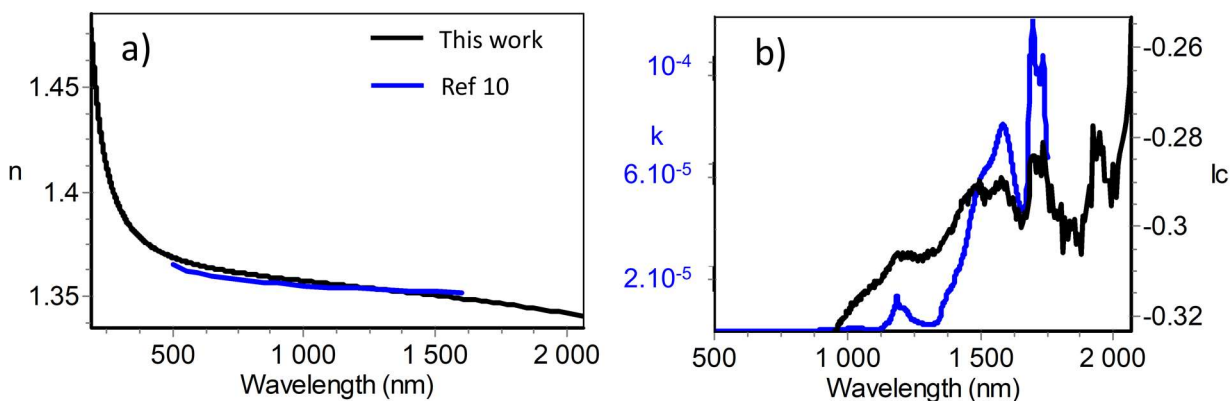 a)
This work
Ref 10
1.45
1.4
1.35
n
500
1 000
1 500
2 000
Wavelength (nm)
b)
10-4
k
6.10-5
2.10-5
-0.26
-0.28
Ic
-0.3
-0.32
500
1 000
1 500
2 000
Wavelength (nm)